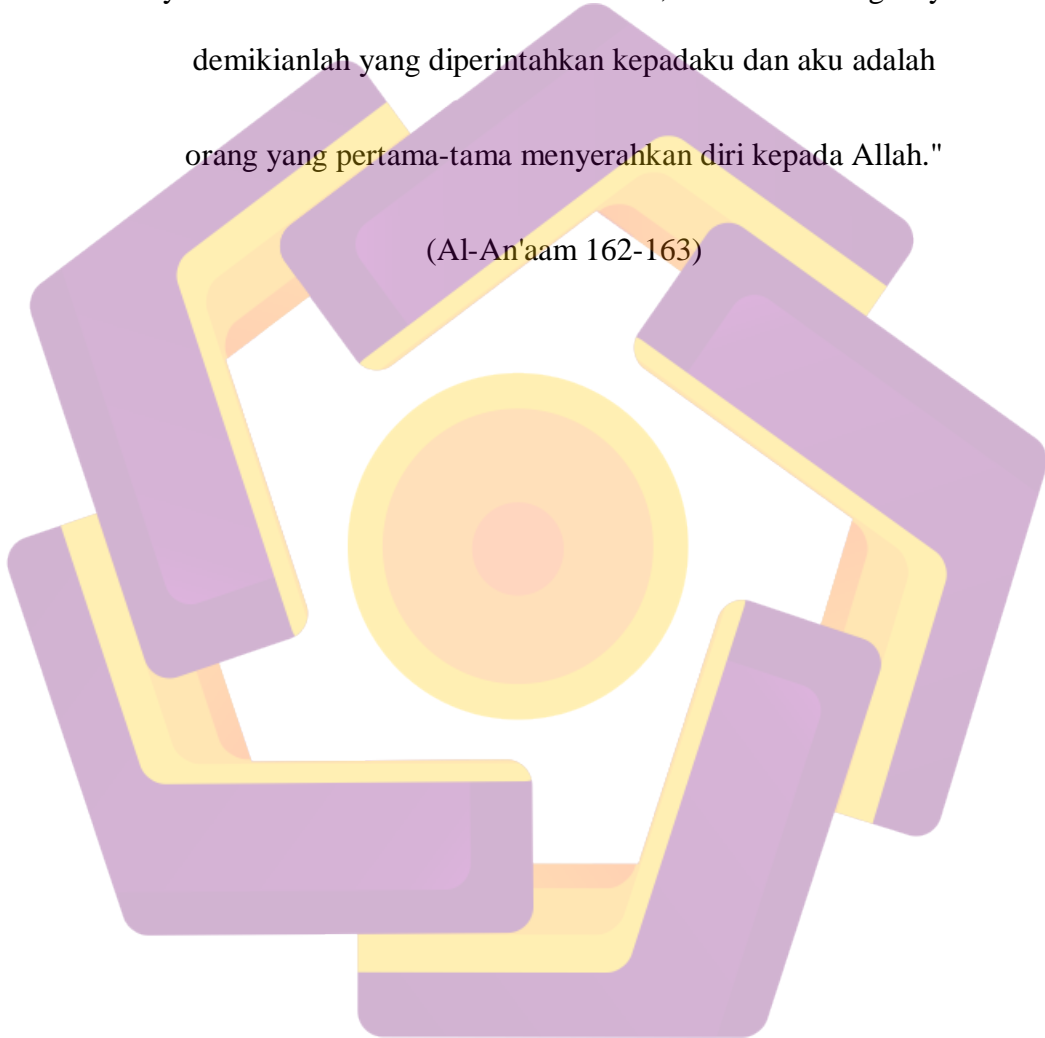 demikianlah yang diperintahkan kepadaku dan aku adalah
orang yang pertama-tama menyerahkan diri kepada Allah."
(Al-An'aam 162-163)